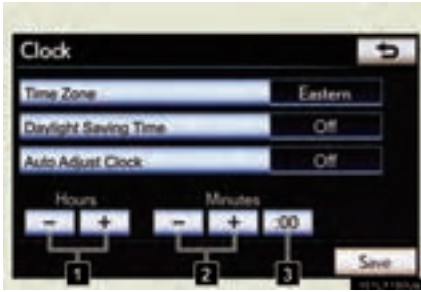 Clock
Time Zone Eastern
Daylight Saving Time Off
Auto Adjust Clock Off
Hours Minutes
- + - + :00
1 2 3
Save